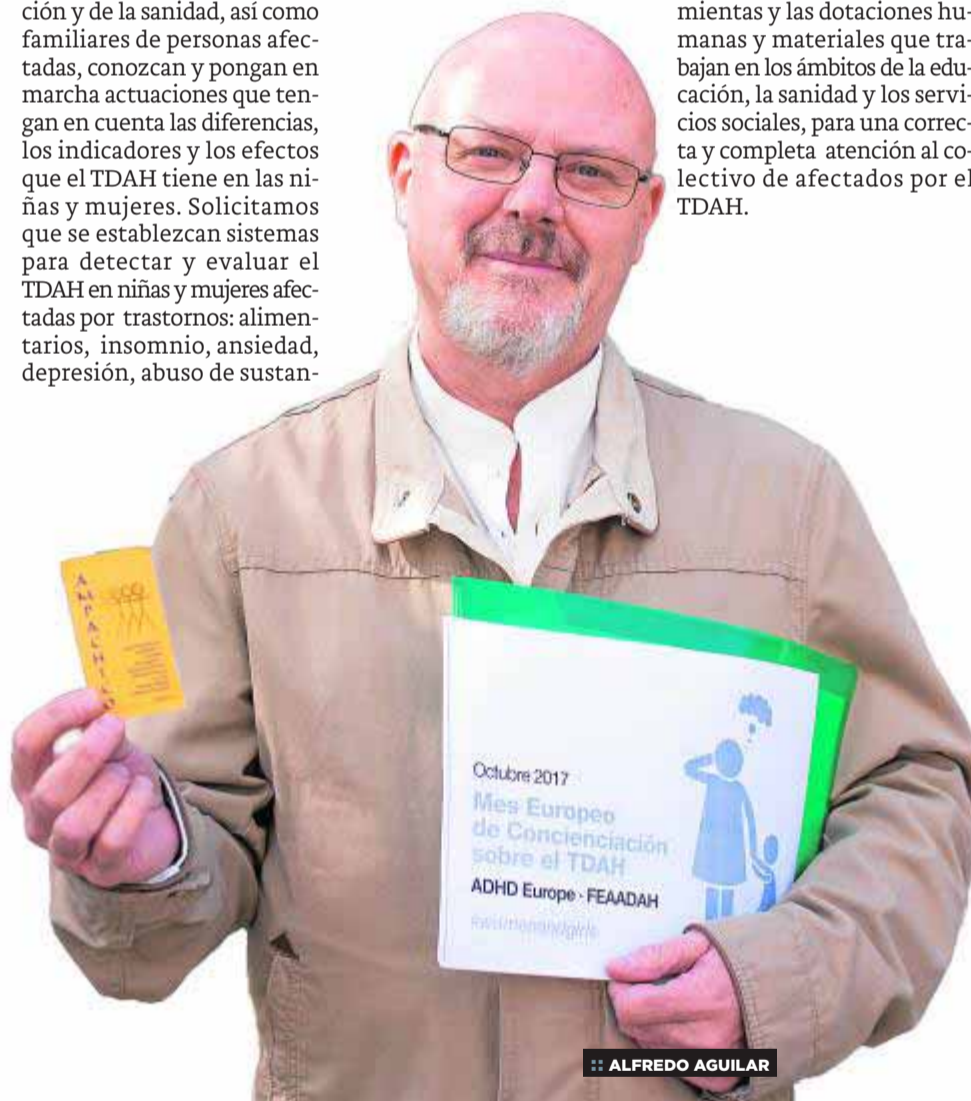 ción y de la sanidad, así como
familiares de personas afec-
tadas, conozcan y pongan en
marcha actuaciones que ten-
gan en cuenta las diferencias,
los indicadores y los efectos
que el TDAH tiene en las ni-
ñas y mujeres. Solicitamos
que se establezcan sistemas
para detectar y evaluar el
TDAH en niñas y mujeres afec-
tadas por trastornos: alimen-
tarios, insomnio, ansiedad,
depresión, abuso de sustan-
mientas y las dotaciones hu-
manas y materiales que tra-
bajan en los ámbitos de la edu-
cación, la sanidad y los servi-
cios sociales, para una correc-
ta y completa atención al co-
lectivo de afectados por el
TDAH.
Octubre 2017
Mes Europeo
de Concienciación
sobre el TDAH
ADHD Europe - FEAADAH
:: ALFREDO AGUILAR